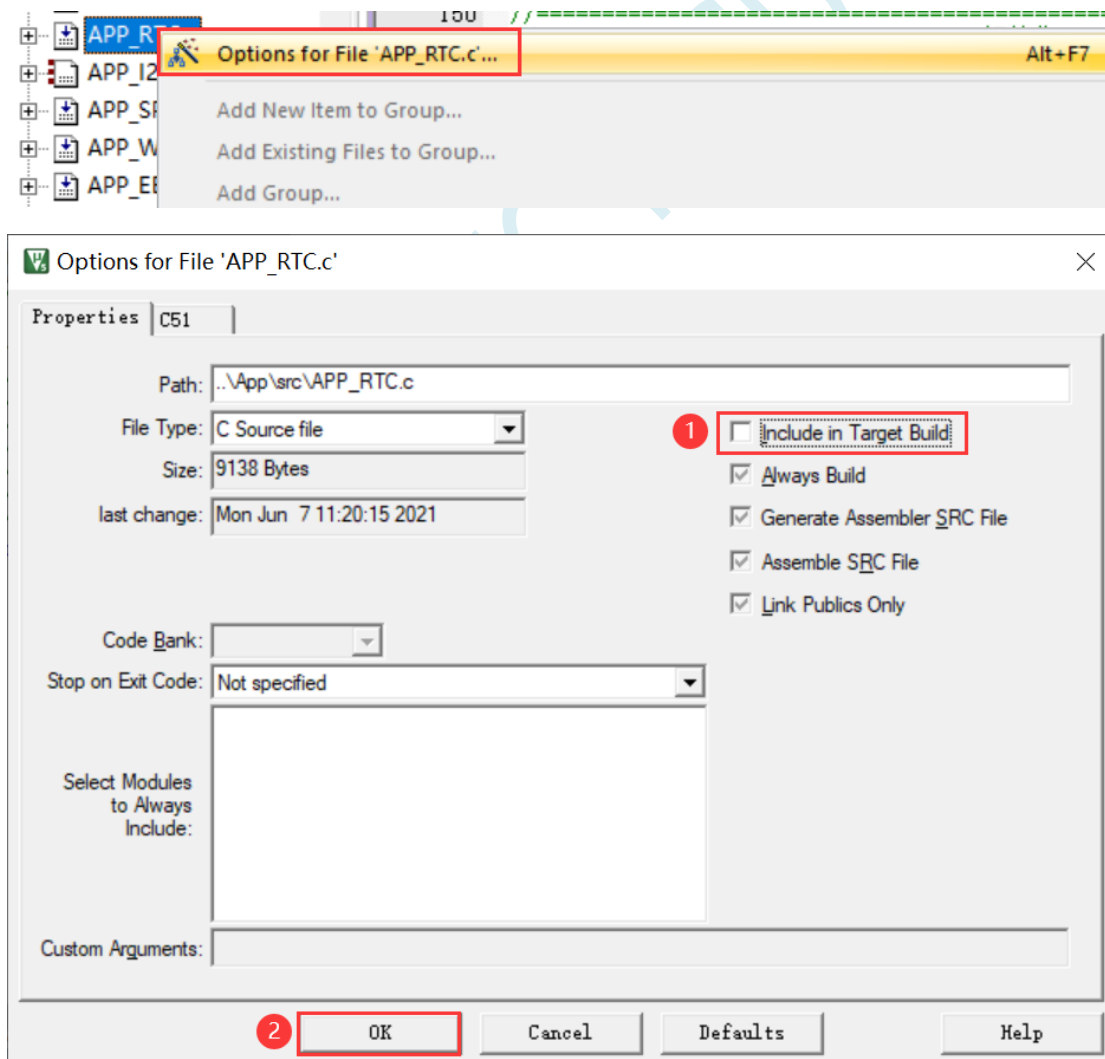 150 //
APP_RT
Options for File 'APP_RTC.c'... Alt+F7
APP_I2
Add New Item to Group...
APP_SP
Add Existing Files to Group...
APP_W
Add Group...
APP_EE
Options for File 'APP_RTC.c'
Properties C51
Path: ..\App\src\APP_RTC.c
File Type: C Source file
1 Include in Target Build
Size: 9138 Bytes
Always Build
last change: Mon Jun 7 11:20:15 2021
Generate Assembler SRC File
Assemble SRC File
Link Publics Only
Code Bank:
Stop on Exit Code: Not specified
Select Modules
to Always
Include:
Custom Arguments:
2 OK Cancel Defaults Help